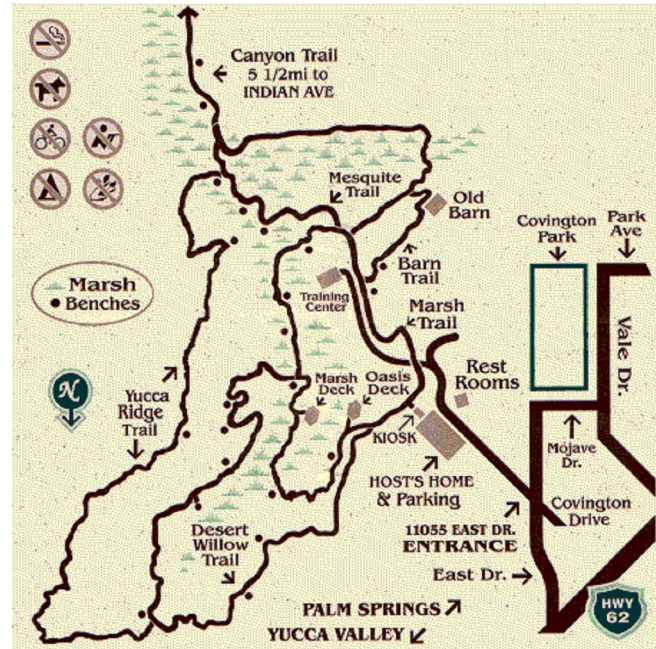 Canyon Trail
5 1/2mi to
INDIAN AVE
Mesquite
Trail
Old
Barn
Covington
Park
Park
Ave
Barn
Trail
Marsh
Benches
Training
Center
Marsh
Trail
Vale Dr.
N
Yucca
Ridge
Trail
Marsh
Deck
Oasis
Deck
Rest
Rooms
KIOSK
Mojave
Dr.
HOST'S HOME
& Parking
Covington
Drive
Desert
Willow
Trail
11055 EAST DR.
ENTRANCE
East Dr.
HWY
62
PALM SPRINGS
YUCCA VALLEY